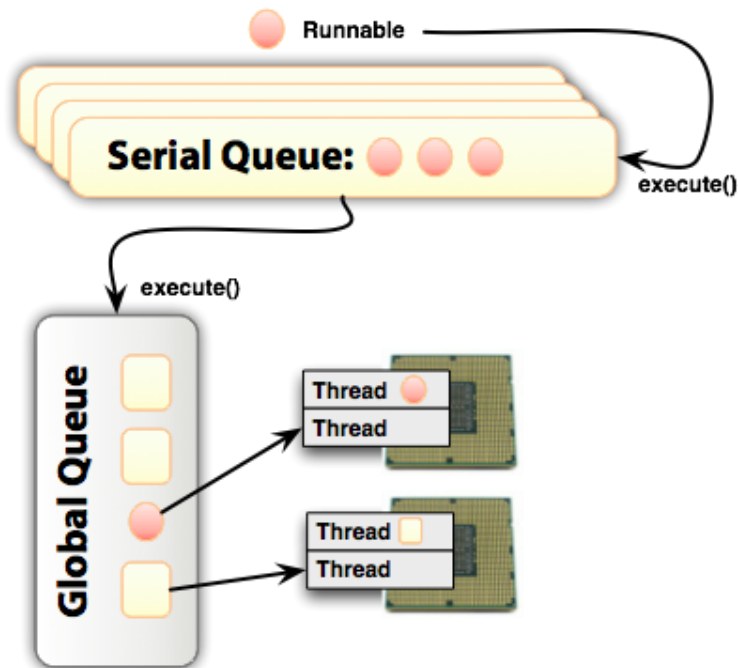 Runnable
Serial Queue:
execute()
execute()
Global Queue
Thread
Thread
Thread
Thread